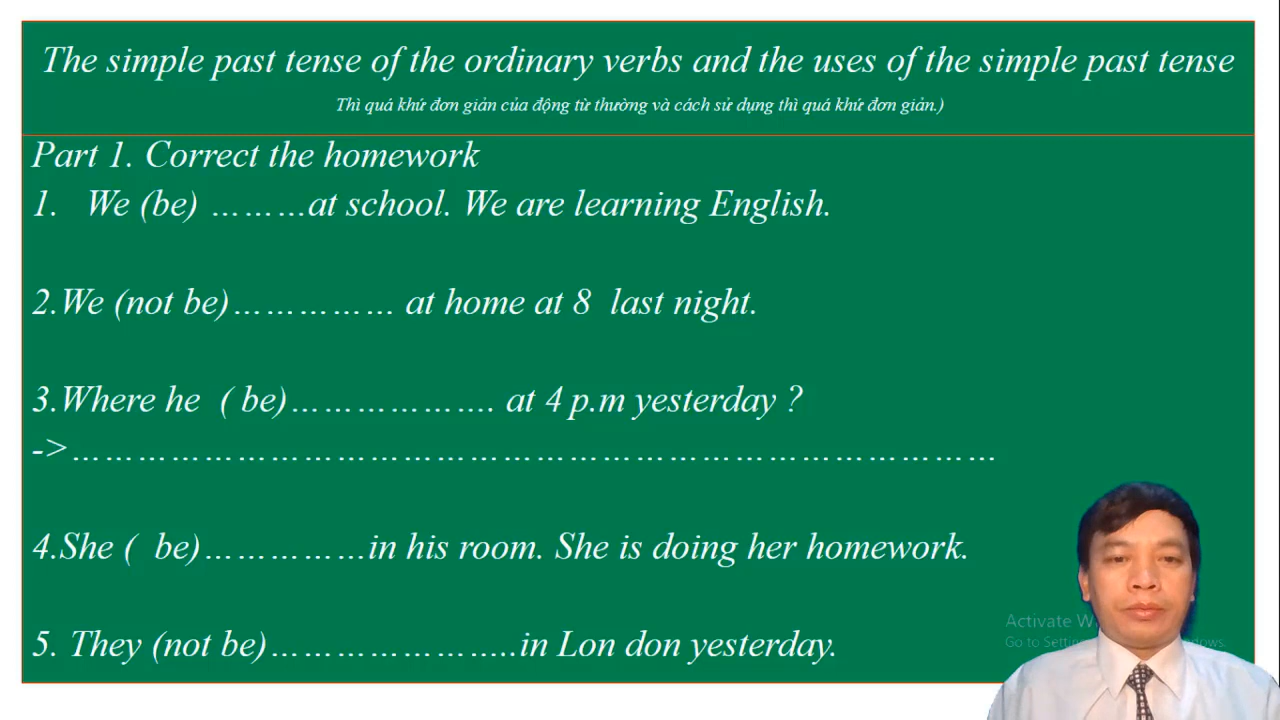 The simple past tense of the ordinary verbs and the uses of the simple past tense
Thì quá khứ đơn giản của động từ thường và cách sử dụng thì quá khứ đơn giản.)
Part 1. Correct the homework
1. We (be) ………at school. We are learning English.
2.We (not be)…………… at home at 8 last night.
3.Where he ( be)………………. at 4 p.m yesterday ?
->…………………………………………………………………………
4.She ( be)……………in his room. She is doing her homework.
5. They (not be)…………………..in Lon don yesterday.
Activate
Go to